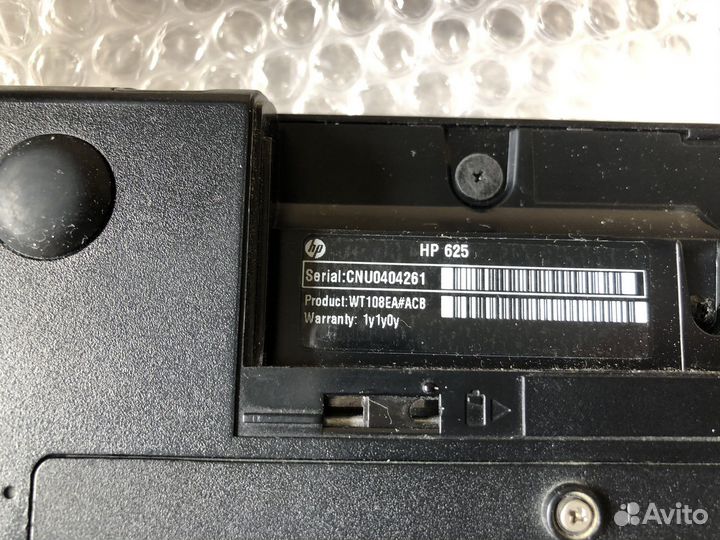 hp HP 625
Serial:CNU0404261
Product:WT108EA#ACB
Warranty: 1y1y0y
Avito